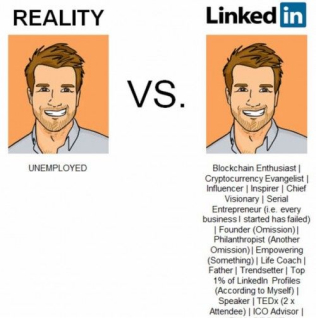 REALITY
LinkedIn
VS.
UNEMPLOYED
Blockchain Enthusiast |
Cryptocurrency Evangelist |
Influencer | Inspirer | Chief
Visionary | Serial
Entrepreneur (i.e. every
business I started has failed)
| Founder (Omission) |
Philanthropist (Another
Omission) | Empowering
(Something) | Life Coach |
Father | Trendsetter | Top
1% of LinkedIn Profiles
(According to Myself) |
Speaker | TEDx (2 x
Attendee) | ICO Advisor |